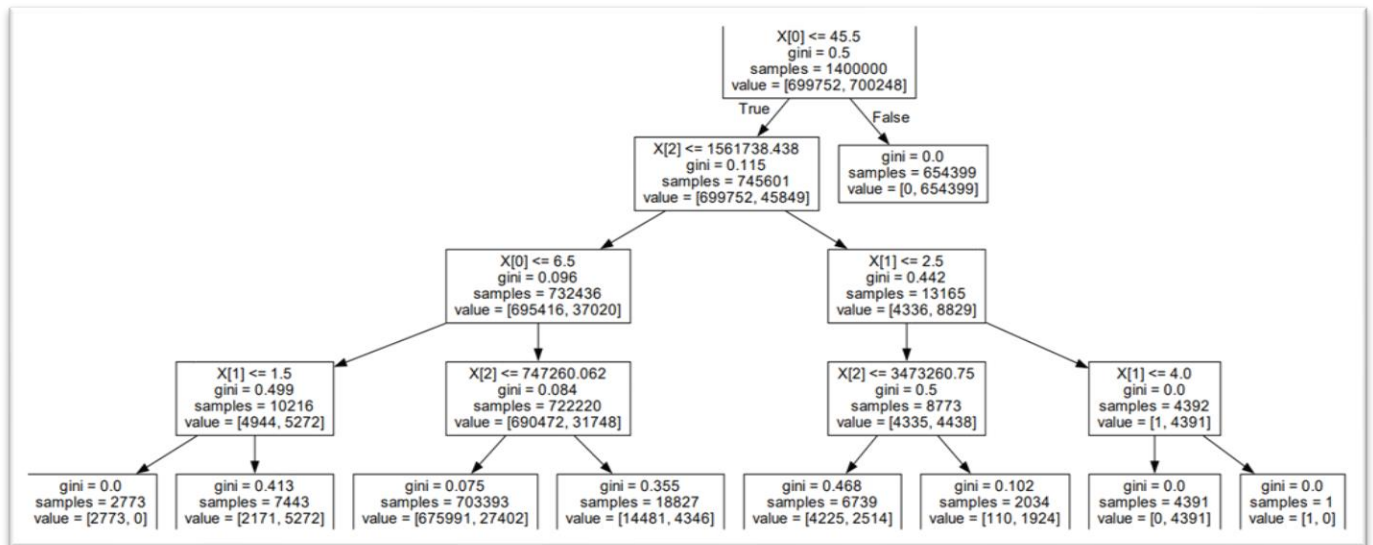 X[0] <= 45.5
gini = 0.5
samples = 1400000
value = [699752, 700248]
True
False
X[2] <= 1561738.438
gini = 0.115
samples = 745601
value = [699752, 45849]
gini = 0.0
samples = 654399
value = [0, 654399]
X[0] <= 6.5
gini = 0.096
samples = 732436
value = [695416, 37020]
X[1] <= 2.5
gini = 0.442
samples = 13165
value = [4336, 8829]
X[1] <= 1.5
gini = 0.499
samples = 10216
value = [4944, 5272]
X[2] <= 747260.062
gini = 0.084
samples = 722220
value = [690472, 31748]
X[2] <= 3473260.75
gini = 0.5
samples = 8773
value = [4335, 4438]
X[1] <= 4.0
gini = 0.0
samples = 4392
value = [1, 4391]
gini = 0.0
samples = 2773
value = [2773, 0]
gini = 0.413
samples = 7443
value = [2171, 5272]
gini = 0.075
samples = 703393
value = [675991, 27402]
gini = 0.355
samples = 18827
value = [14481, 4346]
gini = 0.468
samples = 6739
value = [4225, 2514]
gini = 0.102
samples = 2034
value = [110, 1924]
gini = 0.0
samples = 4391
value = [0, 4391]
gini = 0.0
samples = 1
value = [1, 0]